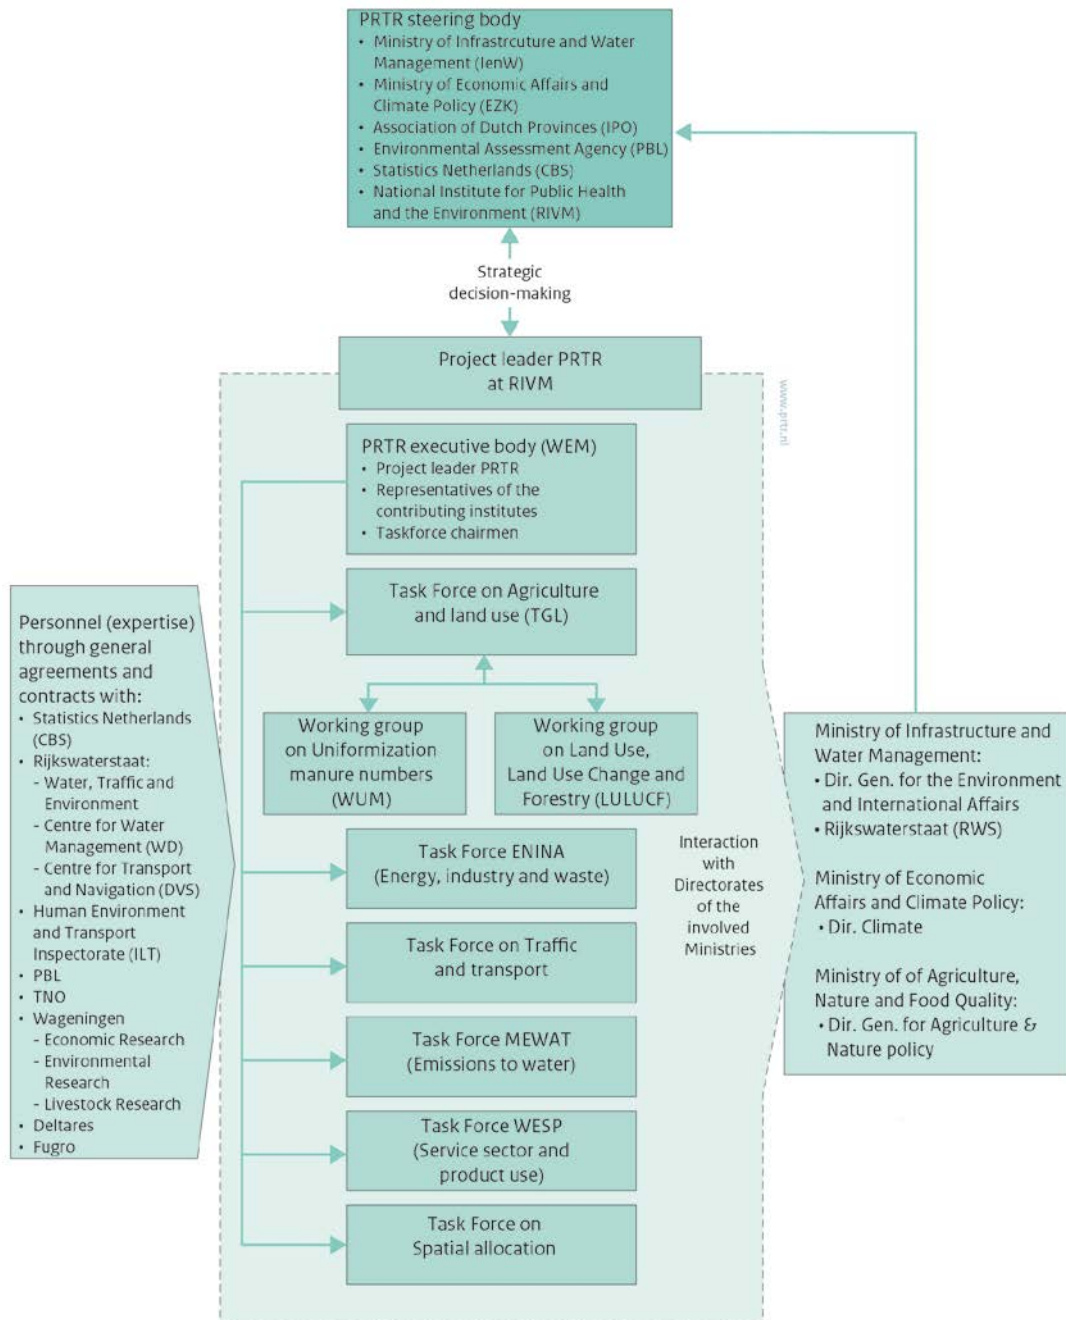 PRTR steering body
• Ministry of Infrastrcuture and Water
Management (IenW)
• Ministry of Economic Affairs and
Climate Policy (EZK)
• Association of Dutch Provinces (IPO)
• Environmental Assessment Agency (PBL)
• Statistics Netherlands (CBS)
• National Institute for Public Health
and the Environment (RIVM)
Strategic
decision-making
Project leader PRTR
at RIVM
www.prtr.nl
PRTR executive body (WEM)
• Project leader PRTR
• Representatives of the
contributing institutes
• Taskforce chairmen
Task Force on Agriculture
and land use (TGL)
Working group
on Uniformization
manure numbers
(WUM)
Working group
on Land Use,
Land Use Change and
Forestry (LULUCF)
Task Force ENINA
(Energy, industry and waste)
Task Force on Traffic
and transport
Task Force MEWAT
(Emissions to water)
Task Force WESP
(Service sector and
product use)
Task Force on
Spatial allocation
Personnel (expertise)
through general
agreements and
contracts with:
• Statistics Netherlands
(CBS)
• Rijkswaterstaat:
- Water, Traffic and
Environment
- Centre for Water
Management (WD)
- Centre for Transport
and Navigation (DVS)
• Human Environment
and Transport
Inspectorate (ILT)
• PBL
• TNO
• Wageningen
- Economic Research
- Environmental
Research
- Livestock Research
• Deltares
• Fugro
Interaction
with
Directorates
of the
involved
Ministries
Ministry of Infrastructure and
Water Management:
• Dir. Gen. for the Environment
and International Affairs
• Rijkswaterstaat (RWS)
Ministry of Economic
Affairs and Climate Policy:
• Dir. Climate
Ministry of of Agriculture,
Nature and Food Quality:
• Dir. Gen. for Agriculture &
Nature policy